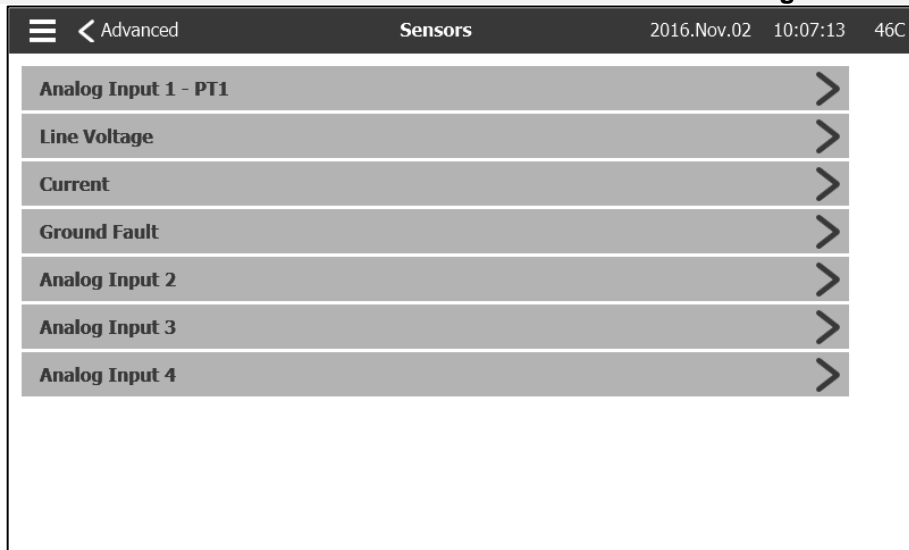 Advanced Sensors 2016.Nov.02 10:07:13 46C
Analog Input 1 - PT1
Line Voltage
Current
Ground Fault
Analog Input 2
Analog Input 3
Analog Input 4